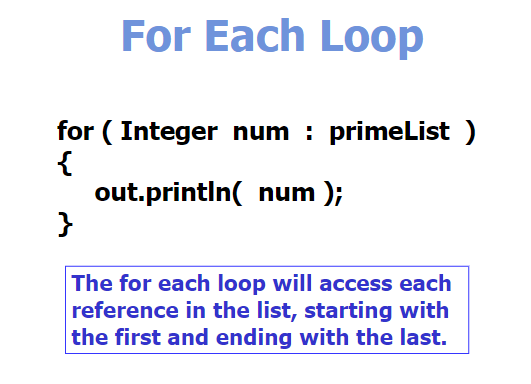 For Each Loop
for ( Integer  num  :  primeList  )
{
out.println(  num );
}
The for each loop will access each
reference in the list, starting with
the first and ending with the last.